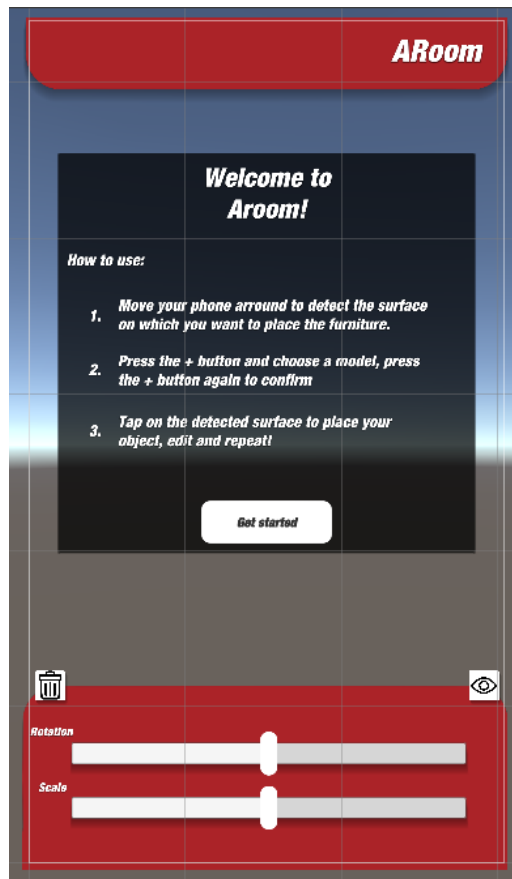 ARoom
Welcome to
Aroom!
How to use:
1. Move your phone arround to detect the surface
on which you want to place the furniture.
2. Press the + button and choose a model, press
the + button again to confirm
3. Tap on the detected surface to place your
object, edit and repeat!
Get started
Rotation
Scale